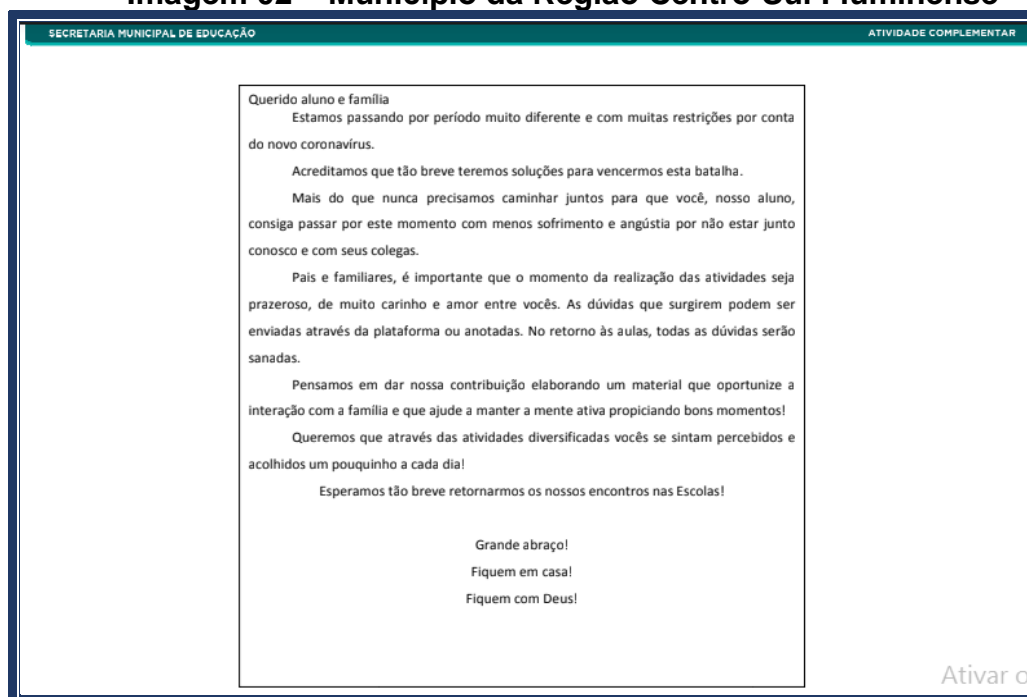 SECRETARIA MUNICIPAL DE EDUCAÇÃO
ATIVIDADE COMPLEMENTAR
Querido aluno e família
Estamos passando por período muito diferente e com muitas restrições por conta
do novo coronavírus.
Acreditamos que tão breve teremos soluções para vencermos esta batalha.
Mais do que nunca precisamos caminhar juntos para que você, nosso aluno,
consiga passar por este momento com menos sofrimento e angústia por não estar junto
conosco e com seus colegas.
Pais e familiares, é importante que o momento da realização das atividades seja
prazeroso, de muito carinho e amor entre vocês. As dúvidas que surgirem podem ser
enviadas através da plataforma ou anotadas. No retorno às aulas, todas as dúvidas serão
sanadas.
Pensamos em dar nossa contribuição elaborando um material que oportunize a
interação com a família e que ajude a manter a mente ativa propiciando bons momentos!
Queremos que através das atividades diversificadas vocês se sintam percebidos e
acolhidos um pouquinho a cada dia!
Esperamos tão breve retornarmos os nossos encontros nas Escolas!
Grande abraço!
Fiquem em casa!
Fiquem com Deus!
Ativar o